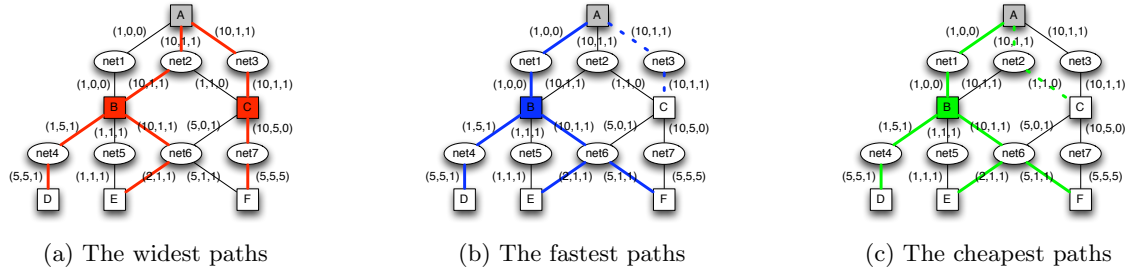 A
(1,0,0) (10,1,1) (10,1,1)
net1 net2 net3
(1,0,0) (10,1,1) (1,1,0) (10,1,1)
B C
(1,5,1) (1,1,1) (10,1,1) (5,0,1) (10,5,0)
net4 net5 net6 net7
(5,5,1) (1,1,1) (2,1,1) (5,1,1) (5,5,5)
D E F
(a) The widest paths
A
(1,0,0) (10,1,1) (10,1,1)
net1 net2 net3
(1,0,0) (10,1,1) (1,1,0) (10,1,1)
B C
(1,5,1) (1,1,1) (10,1,1) (5,0,1) (10,5,0)
net4 net5 net6 net7
(5,5,1) (1,1,1) (2,1,1) (5,1,1) (5,5,5)
D E F
(b) The fastest paths
A
(1,0,0) (10,1,1) (10,1,1)
net1 net2 net3
(1,0,0) (10,1,1) (1,1,0) (10,1,1)
B C
(1,5,1) (1,1,1) (10,1,1) (5,0,1) (10,5,0)
net4 net5 net6 net7
(5,5,1) (1,1,1) (2,1,1) (5,1,1) (5,5,5)
D E F
(c) The cheapest paths